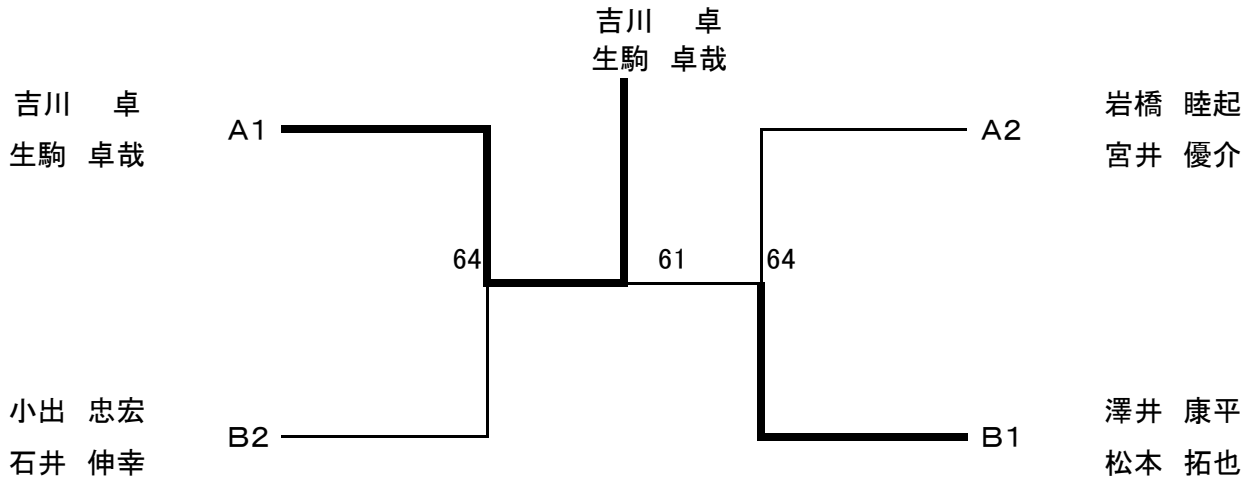 吉川　卓
生駒 卓哉
吉川　卓
生駒 卓哉
A1
A2
岩橋 睦起
宮井 優介
64
61
64
小出 忠宏
石井 伸幸
B2
B1
澤井 康平
松本 拓也